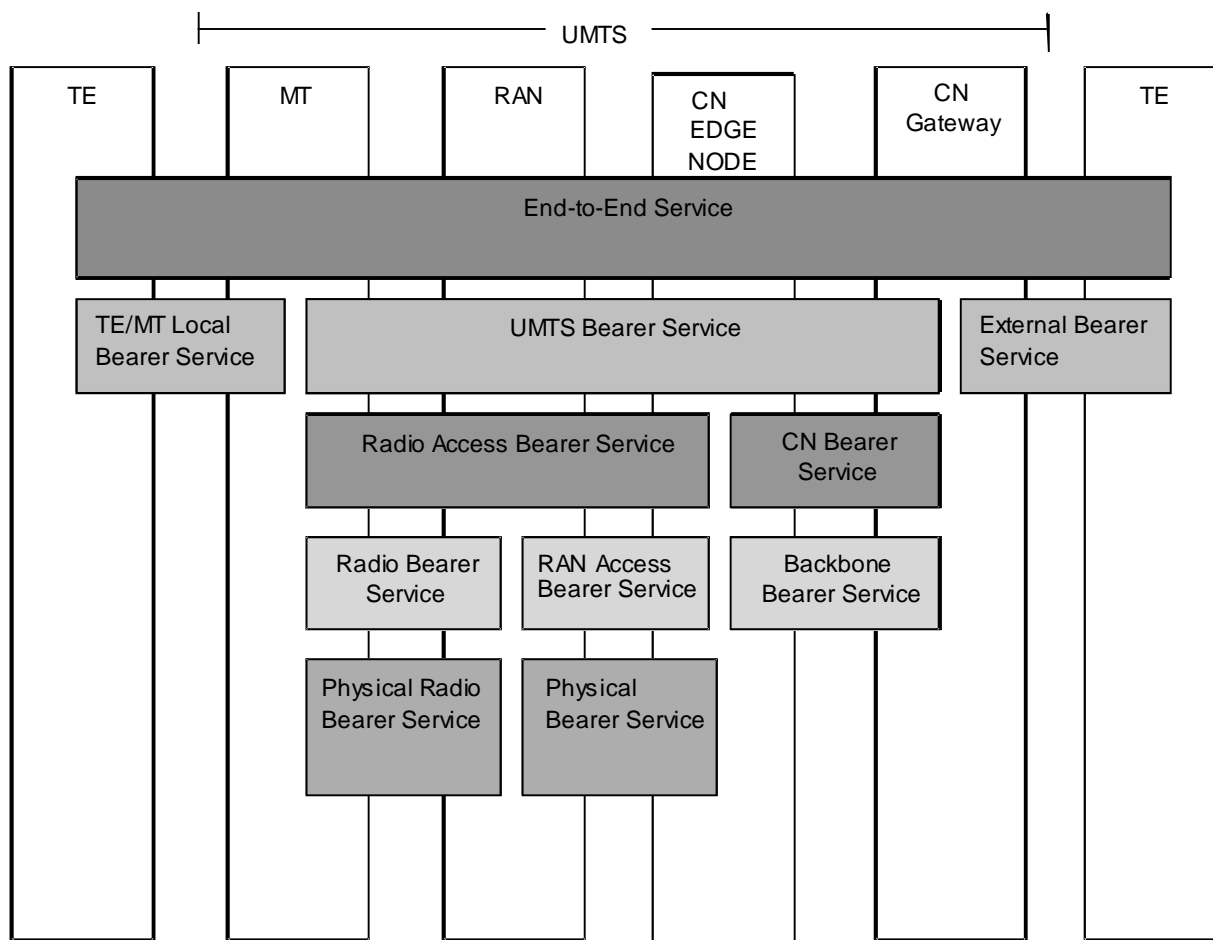 UMTS
TE
MT
RAN
CN
EDGE
NODE
CN
Gateway
TE
End-to-End Service
TE/MT Local
Bearer Service
UMTS Bearer Service
External Bearer
Service
Radio Access Bearer Service
CN Bearer
Service
Radio Bearer
Service
RAN Access
Bearer Service
Backbone
Bearer Service
Physical Radio
Bearer Service
Physical
Bearer Service